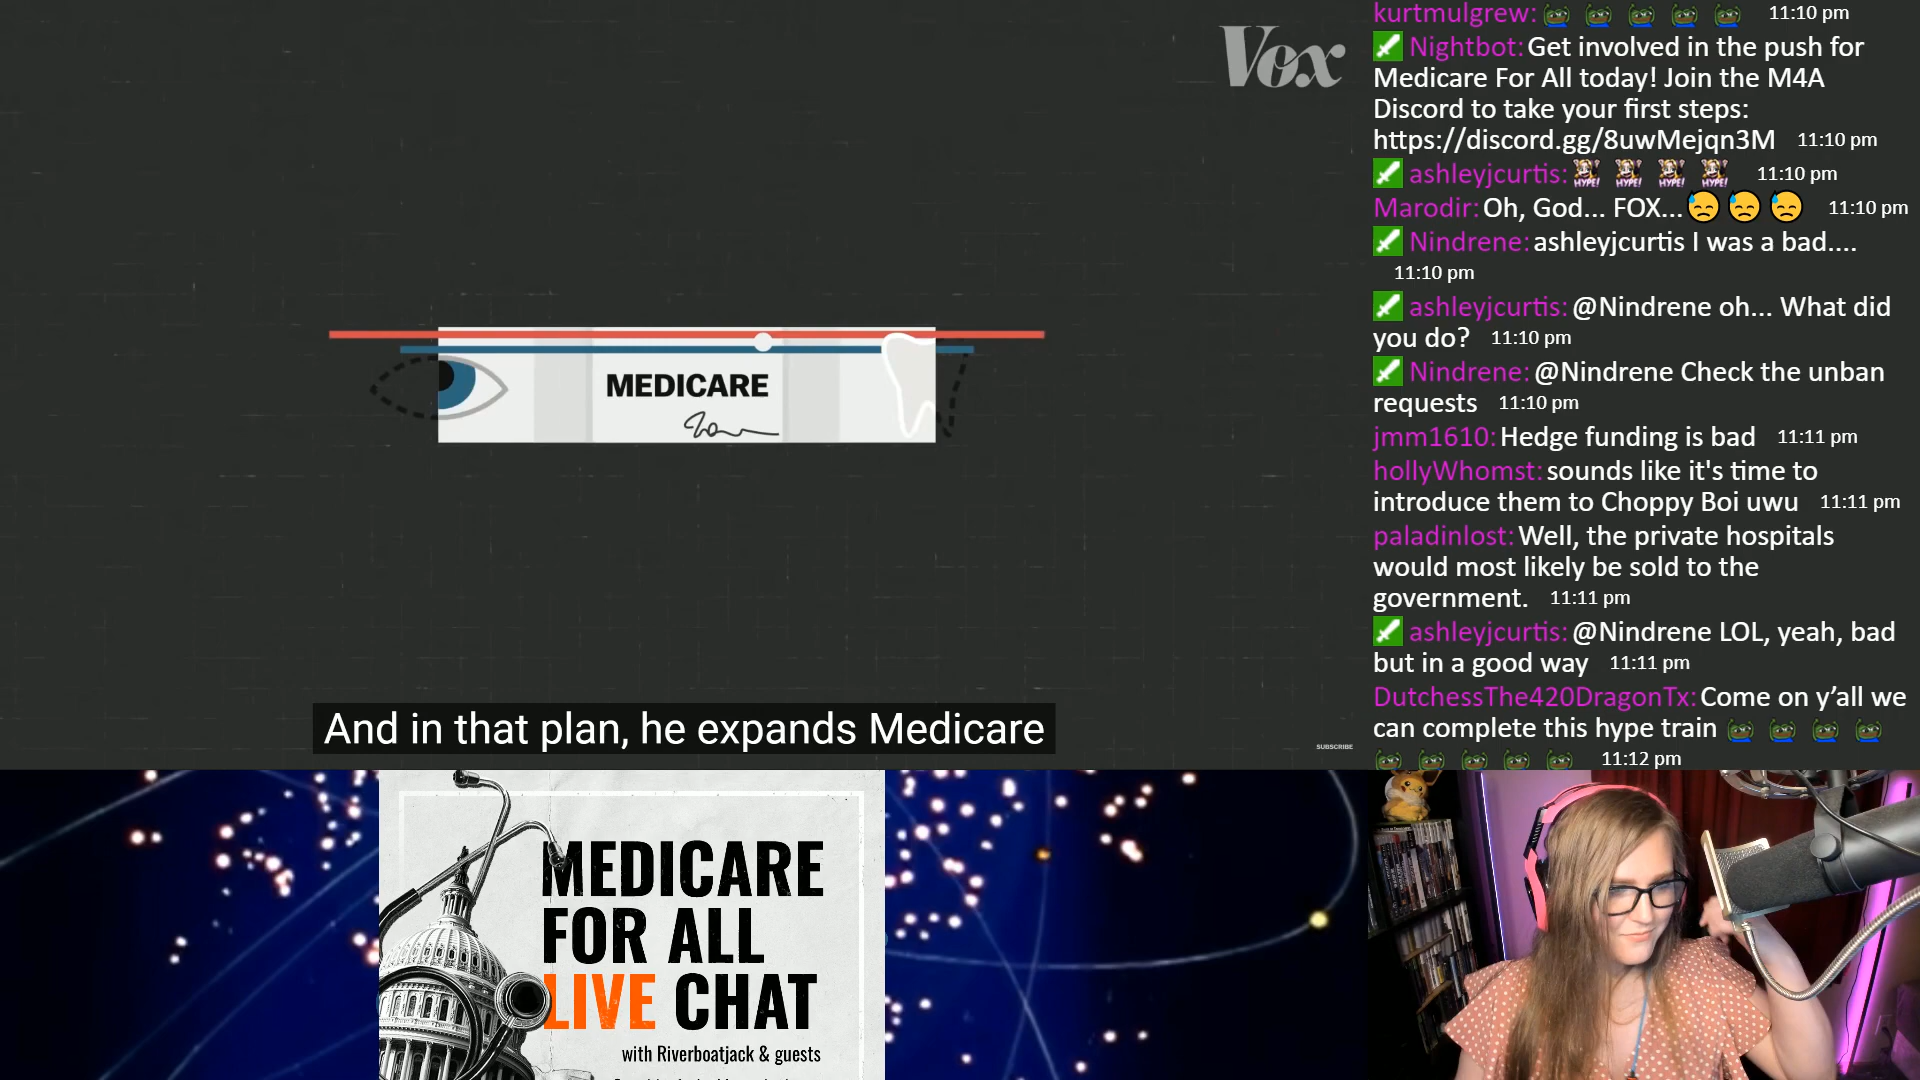 Vox
MEDICARE
And in that plan, he expands Medicare
SUBSCRIBE
kurtmulgrew: 11:10 pm
Nightbot: Get involved in the push for
Medicare For All today! Join the M4A
Discord to take your first steps:
https://discord.gg/8uwMejqn3M 11:10 pm
ashleyjcurtis: HYPE! HYPE! HYPE! HYPE! 11:10 pm
Marodir: Oh, God... FOX...😓 😓 😓 11:10 pm
Nindrene: ashleyjcurtis I was a bad....
11:10 pm
ashleyjcurtis: @Nindrene oh... What did
you do? 11:10 pm
Nindrene: @Nindrene Check the unban
requests 11:10 pm
jmm1610: Hedge funding is bad 11:11 pm
hollyWhomst: sounds like it's time to
introduce them to Choppy Boi uwu 11:11 pm
paladinlost: Well, the private hospitals
would most likely be sold to the
government. 11:11 pm
ashleyjcurtis: @Nindrene LOL, yeah, bad
but in a good way 11:11 pm
DutchessThe420DragonTx: Come on y’all we
can complete this hype train
11:12 pm
MEDICARE
FOR ALL
LIVE CHAT
with Riverboatjack & guests